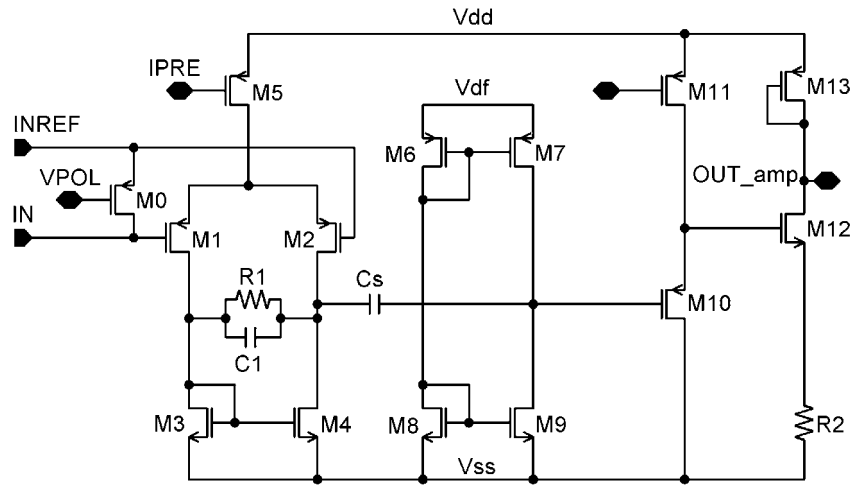 Vdd
IPRE
M5
M11
M13
Vdf
INREF
M6
M7
VPOL
M0
OUT_amp
IN
M1
M2
M12
R1
Cs
M10
C1
M3
M4
M8
M9
R2
Vss